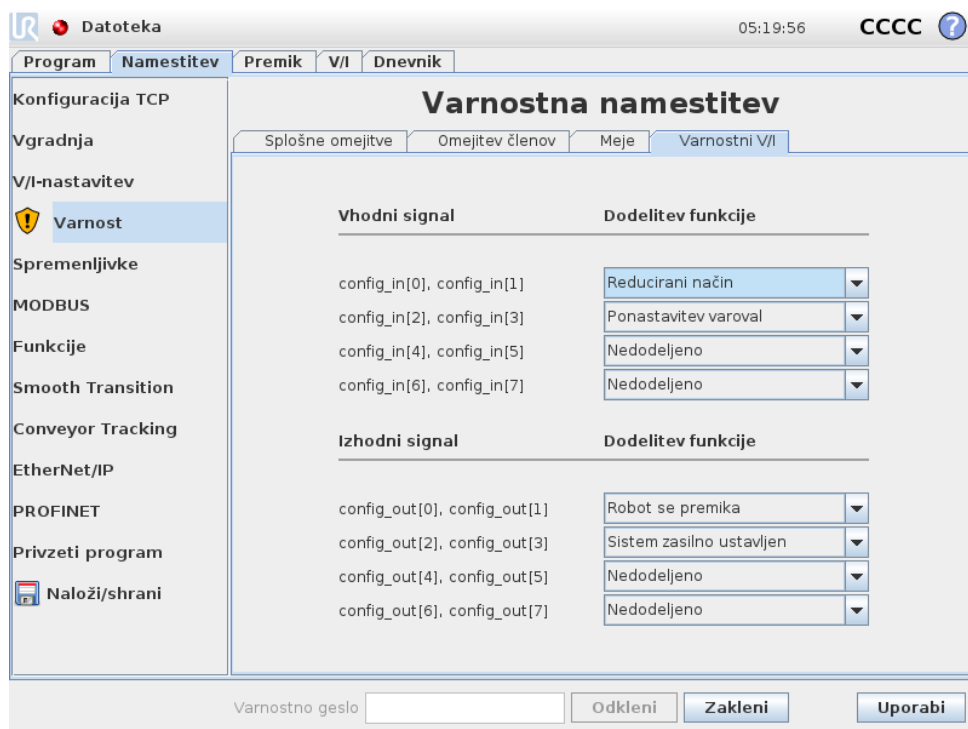 Datoteka 05:19:56 CCCC ?
Program Namestitev Premik V/I Dnevnik
Konfiguracija TCP
Vgradnja
V/I-nastavitev
Varnost
Spremenljivke
MODBUS
Funkcije
Smooth Transition
Conveyor Tracking
EtherNet/IP
PROFINET
Privzeti program
Naloži/shrani
Varnostna namestitev
Splošne omejitve Omejitev členov Meje Varnostni V/I
Vhodni signal Dodelitev funkcije
config_in[0], config_in[1] Reducirani način
config_in[2], config_in[3] Ponastavitev varoval
config_in[4], config_in[5] Nedodeljeno
config_in[6], config_in[7] Nedodeljeno
Izhodni signal Dodelitev funkcije
config_out[0], config_out[1] Robot se premika
config_out[2], config_out[3] Sistem zasilno ustavljen
config_out[4], config_out[5] Nedodeljeno
config_out[6], config_out[7] Nedodeljeno
Varnostno geslo Odkleni Zakleni Uporabi